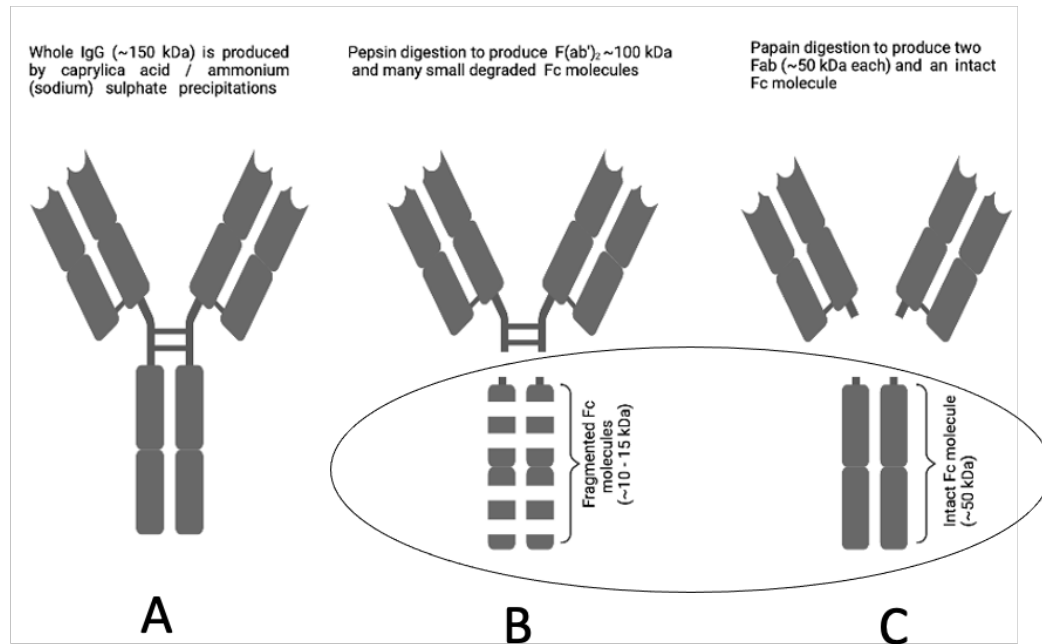 Whole IgG (~150 kDa) is produced
by caprylica acid / ammonium
(sodium) sulphate precipitations
Pepsin digestion to produce F(ab')₂ ~100 kDa
and many small degraded Fc molecules
Papain digestion to produce two
Fab (~50 kDa each) and an intact
Fc molecule
Fragmented Fc
molecules
(~10 - 15 kDa)
Intact Fc molecule
(~50 kDa)
A
B
C